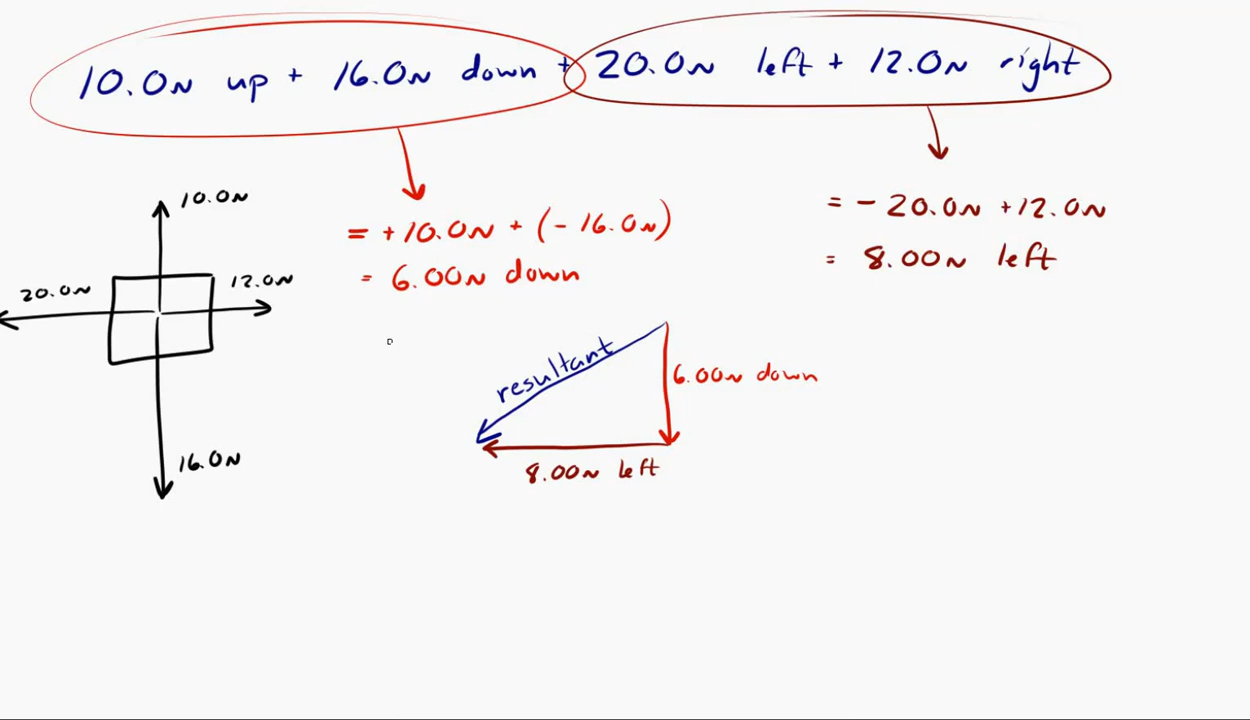 10.0N up + 16.0N down + 20.0N left + 12.0N right
10.0N
20.0N
12.0N
16.0N
= +10.0N + (-16.0N)
= 6.00N down
= -20.0N +12.0N
= 8.00N left
resultant
6.00N down
8.00N left